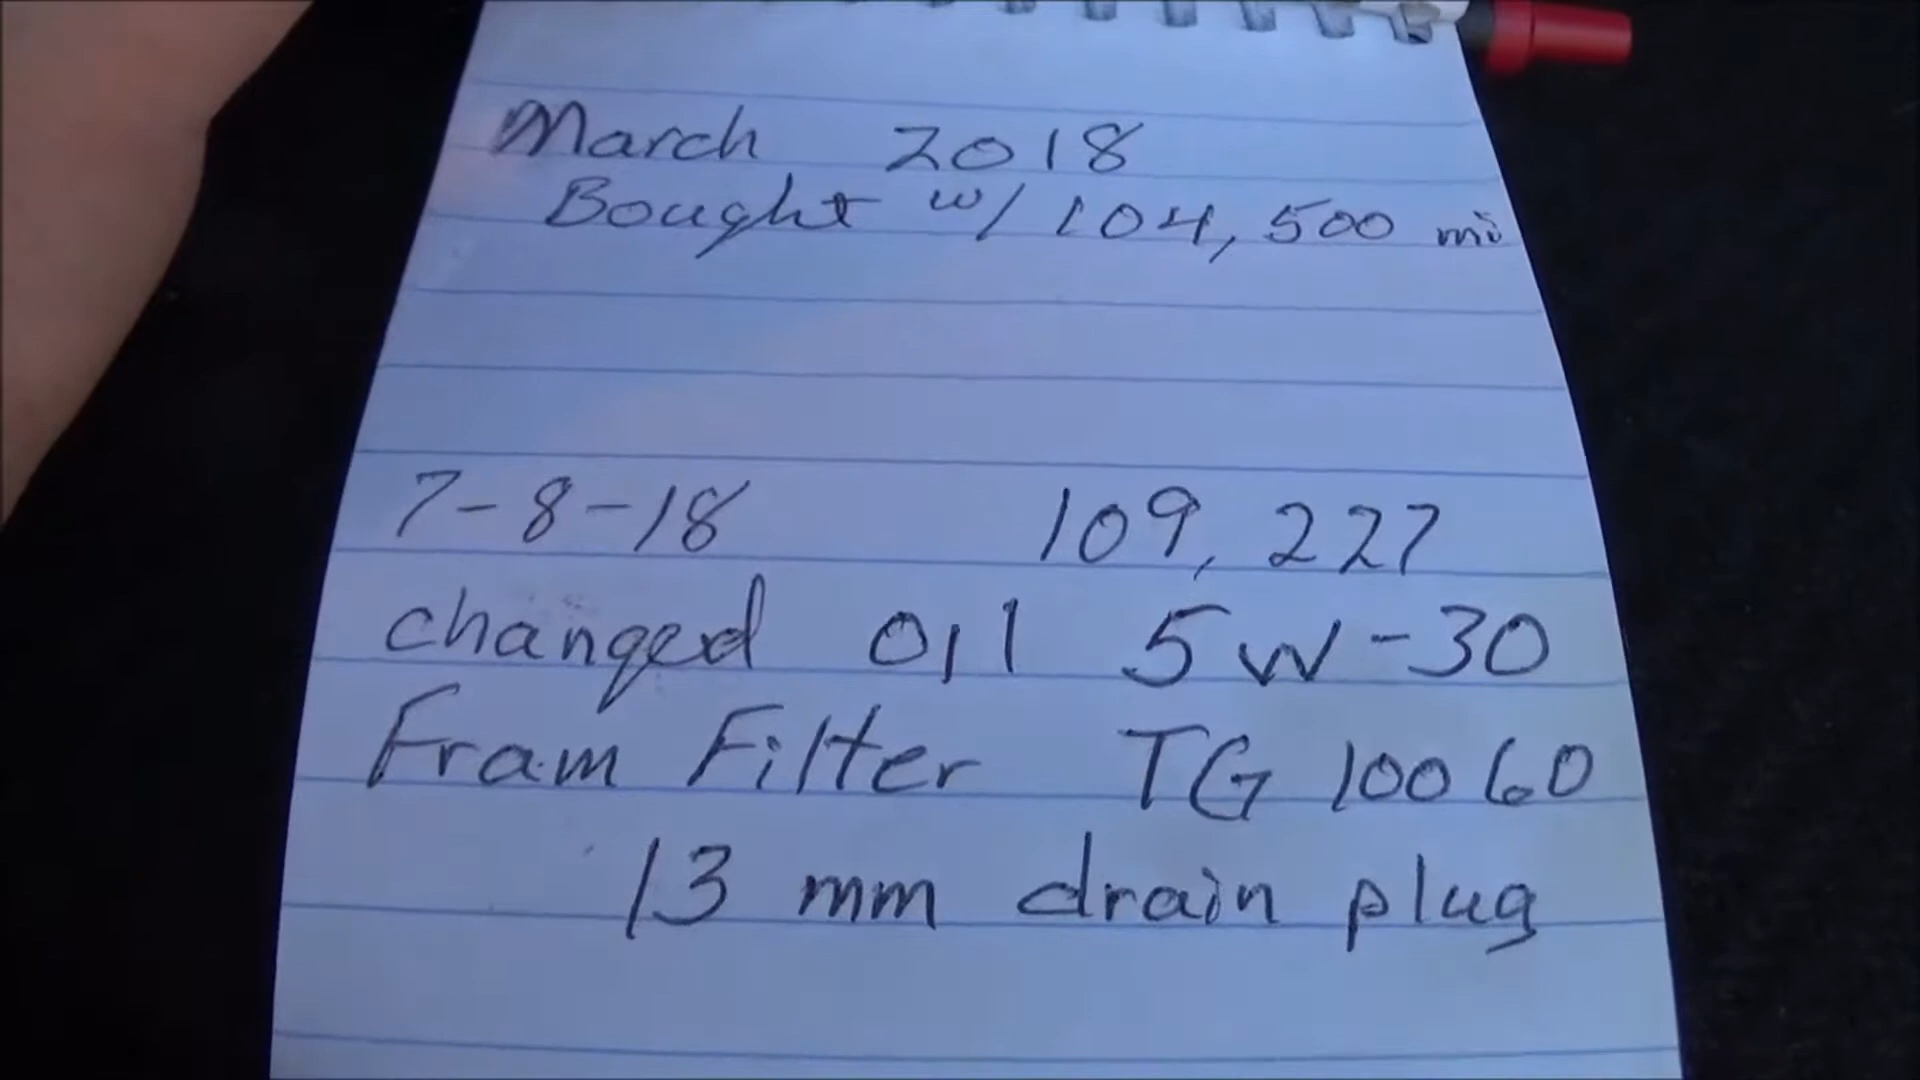 March 2018
Bought w/ 104,500 mi
7-8-18 109,227
changed oil 5W-30
Fram Filter TG 10060
13 mm drain plug